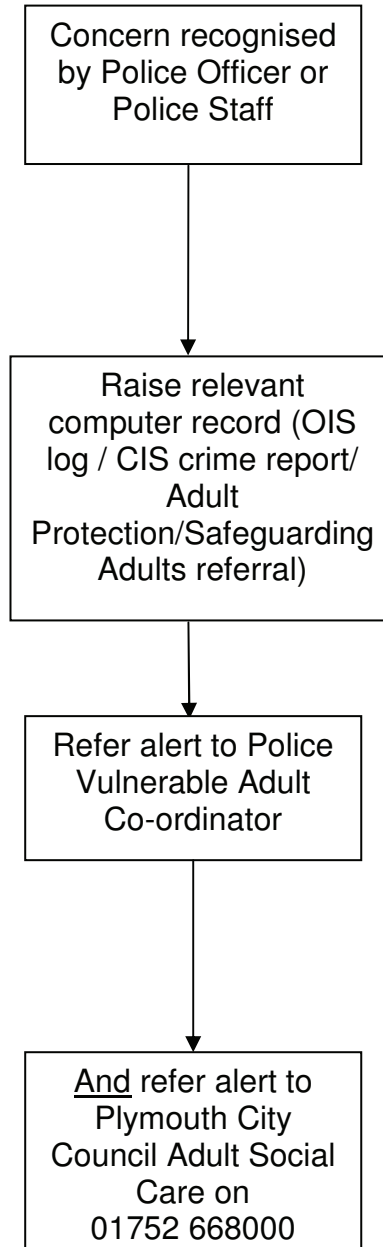 Concern recognised
by Police Officer or
Police Staff
Raise relevant
computer record (OIS
log / CIS crime report/
Adult
Protection/Safeguarding
Adults referral)
Refer alert to Police
Vulnerable Adult
Co-ordinator
And refer alert to
Plymouth City
Council Adult Social
Care on
01752 668000